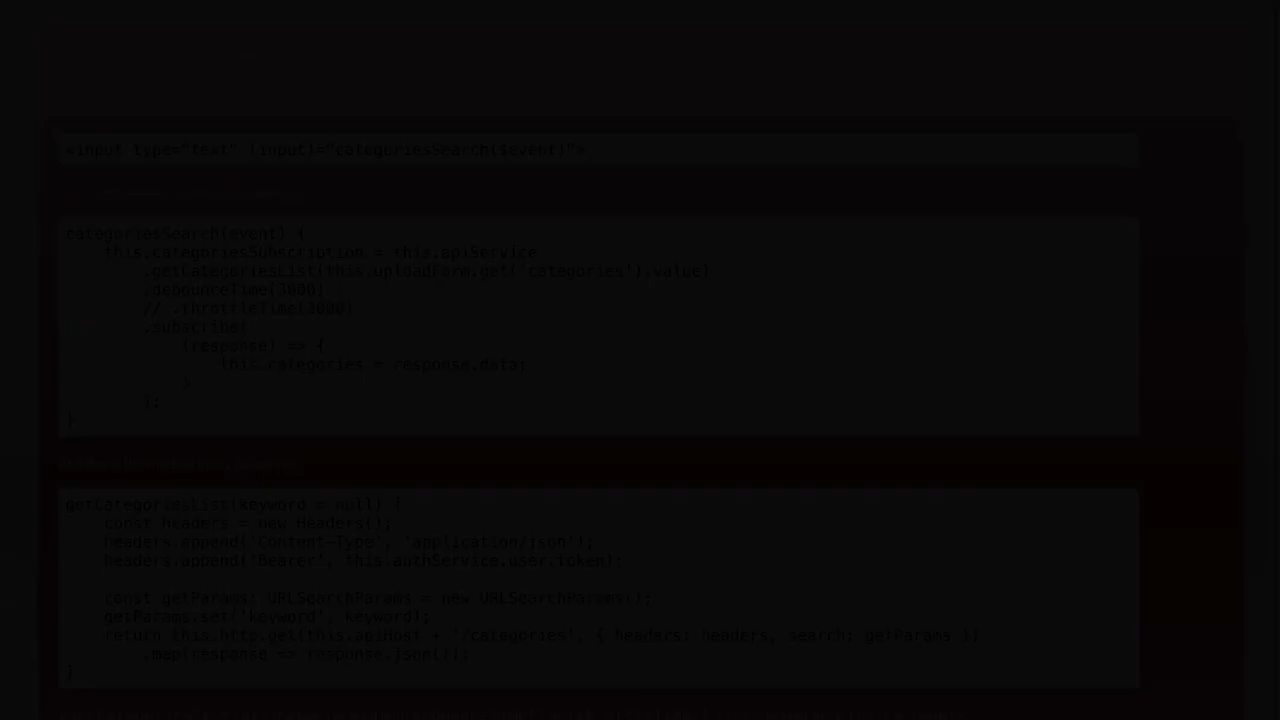 <input type="text" (input)="categoriesSearch($event)">
categoriesSearch(event) {
this.categoriesSubscription = this.apiService
.getCategoriesList(this.uploadForm.get('categories').value)
.debounceTime(3000)
// .throttleTime(3000)
.subscribe(
(response) => {
this.categories = response.data;
}
);
}
getCategoriesList(keyword = null) {
const headers = new Headers();
headers.append('Content-Type', 'application/json');
headers.append('Bearer', this.authService.user.token);
const getParams: URLSearchParams = new URLSearchParams();
getParams.set('keyword', keyword);
return this.http.get(this.apiHost + '/categories', { headers: headers, search: getParams })
.map(response => response.json());
}